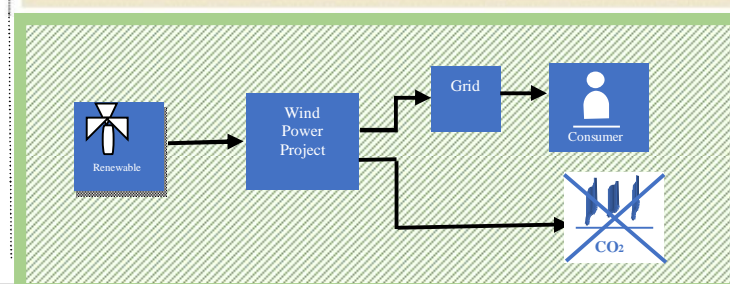 Renewable
Wind
Power
Project
Grid
Consumer
CO₂